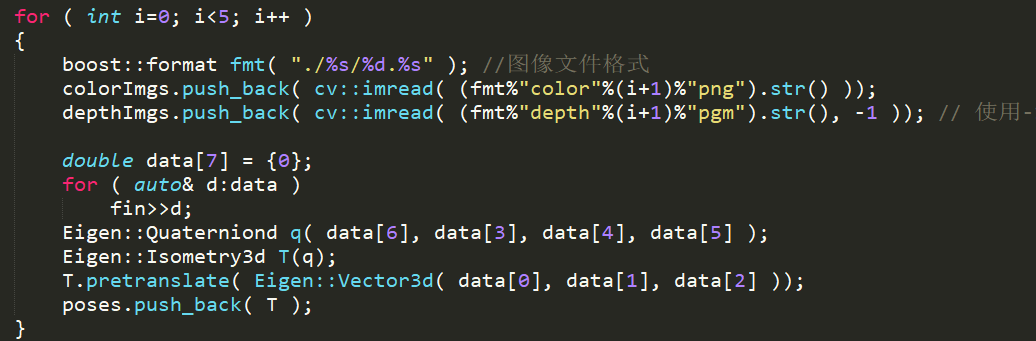 for ( int i=0; i<5; i++ )
{
    boost::format fmt( "./%s/%d.%s" ); //图像文件格式
    colorImgs.push_back( cv::imread( (fmt%"color"%(i+1)%"png").str() ));
    depthImgs.push_back( cv::imread( (fmt%"depth"%(i+1)%"pgm").str(), -1 )); // 使用-
    double data[7] = {0};
    for ( auto& d:data )
        fin>>d;
    Eigen::Quaterniond q( data[6], data[3], data[4], data[5] );
    Eigen::Isometry3d T(q);
    T.pretranslate( Eigen::Vector3d( data[0], data[1], data[2] ));
    poses.push_back( T );
}